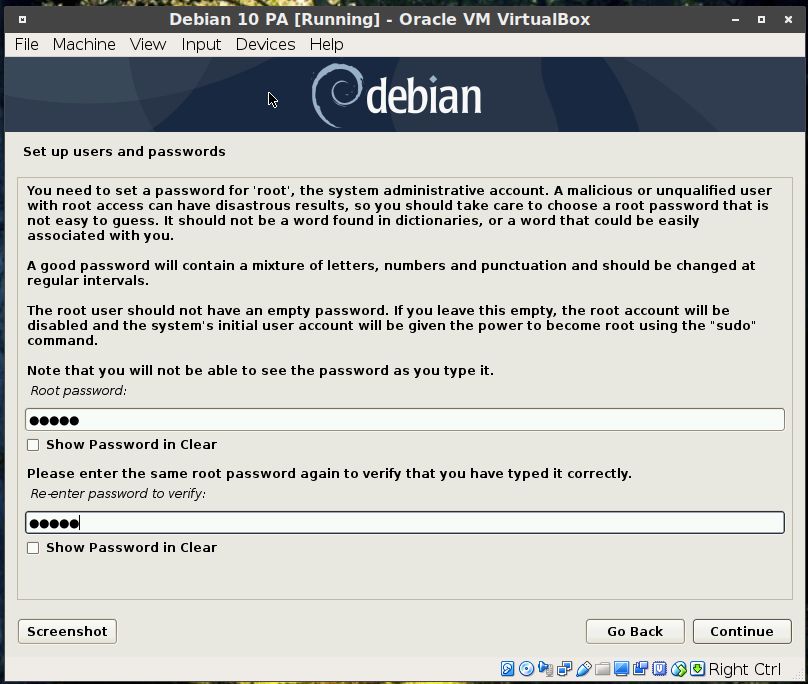 Debian 10 PA [Running] - Oracle VM VirtualBox
File Machine View Input Devices Help
debian
Set up users and passwords
You need to set a password for 'root', the system administrative account. A malicious or unqualified user
with root access can have disastrous results, so you should take care to choose a root password that is
not easy to guess. It should not be a word found in dictionaries, or a word that could be easily
associated with you.
A good password will contain a mixture of letters, numbers and punctuation and should be changed at
regular intervals.
The root user should not have an empty password. If you leave this empty, the root account will be
disabled and the system's initial user account will be given the power to become root using the "sudo"
command.
Note that you will not be able to see the password as you type it.
Root password:
●●●●●
Show Password in Clear
Please enter the same root password again to verify that you have typed it correctly.
Re-enter password to verify:
●●●●●
Show Password in Clear
Screenshot Go Back Continue
Right Ctrl